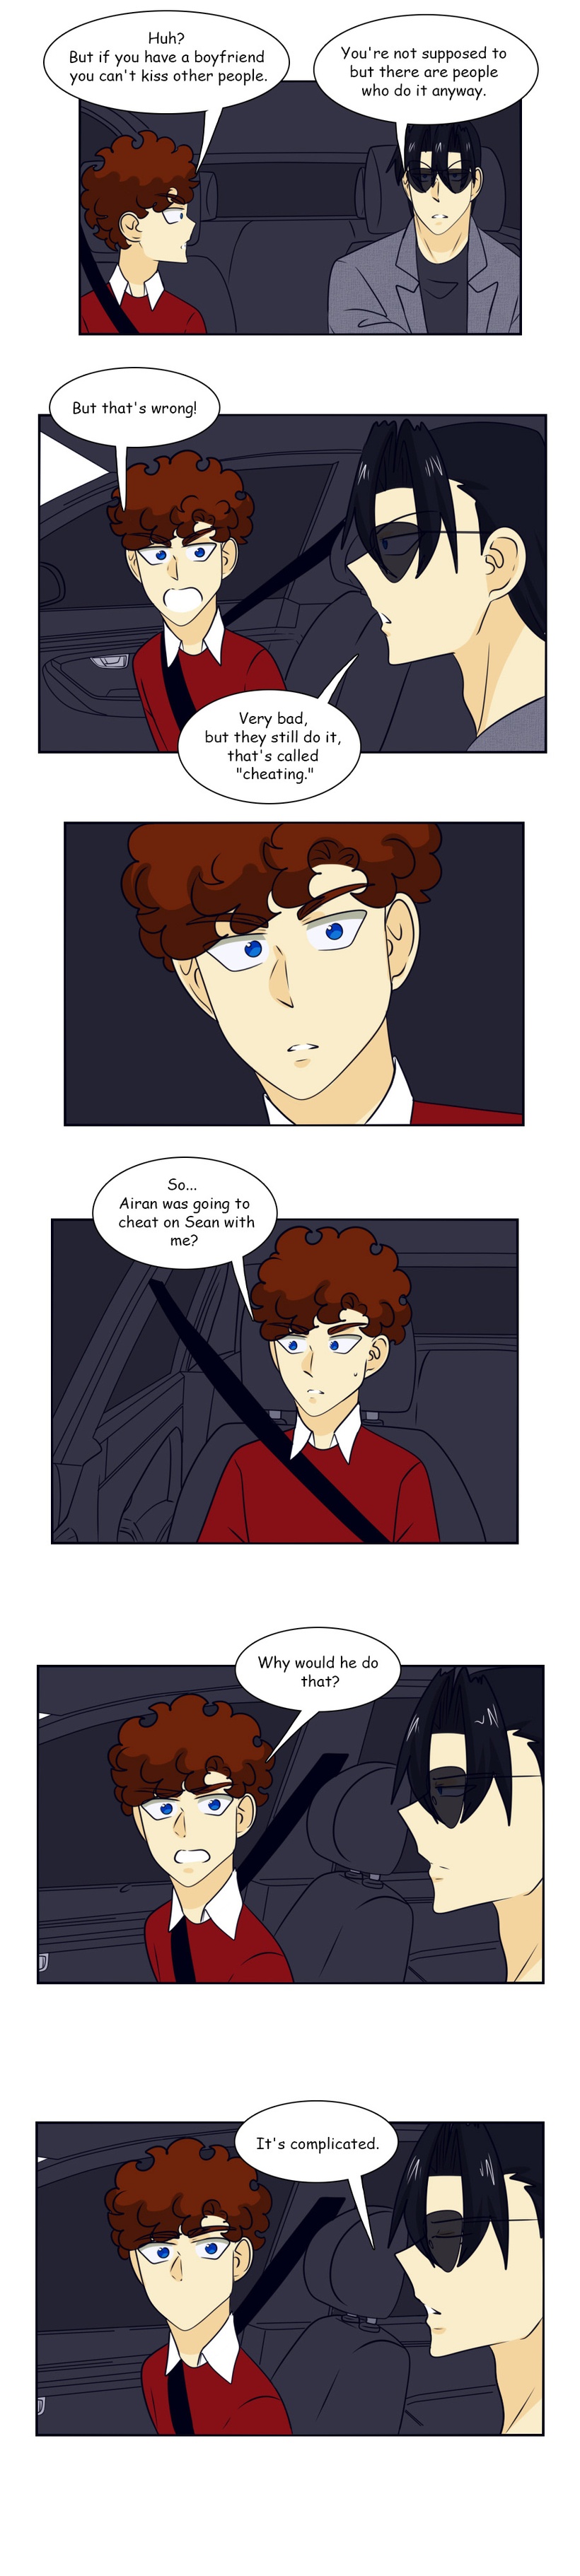 Huh?
But if you have a boyfriend
you can't kiss other people.
You're not supposed to
but there are people
who do it anyway.
But that's wrong!
Very bad,
but they still do it,
that's called
"cheating."
So...
Airan was going to
cheat on Sean with
me?
Why would he do
that?
It's complicated.